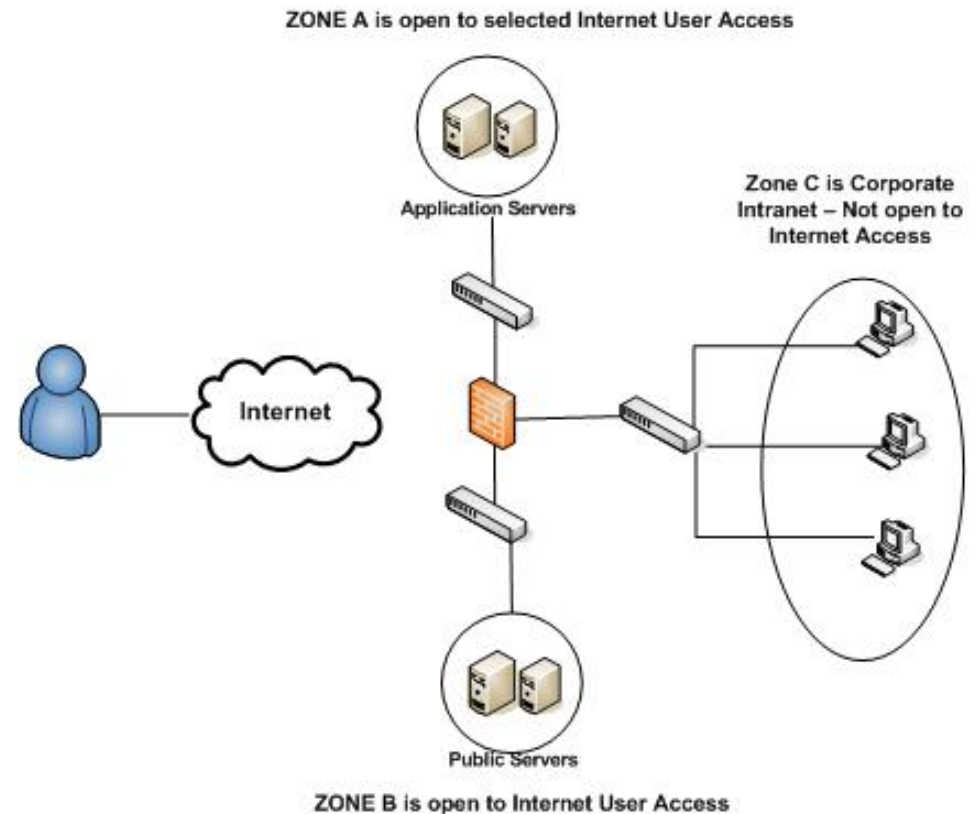 ZONE A is open to selected Internet User Access
Application Servers
Zone C is Corporate
Intranet – Not open to
Internet Access
Internet
Public Servers
ZONE B is open to Internet User Access